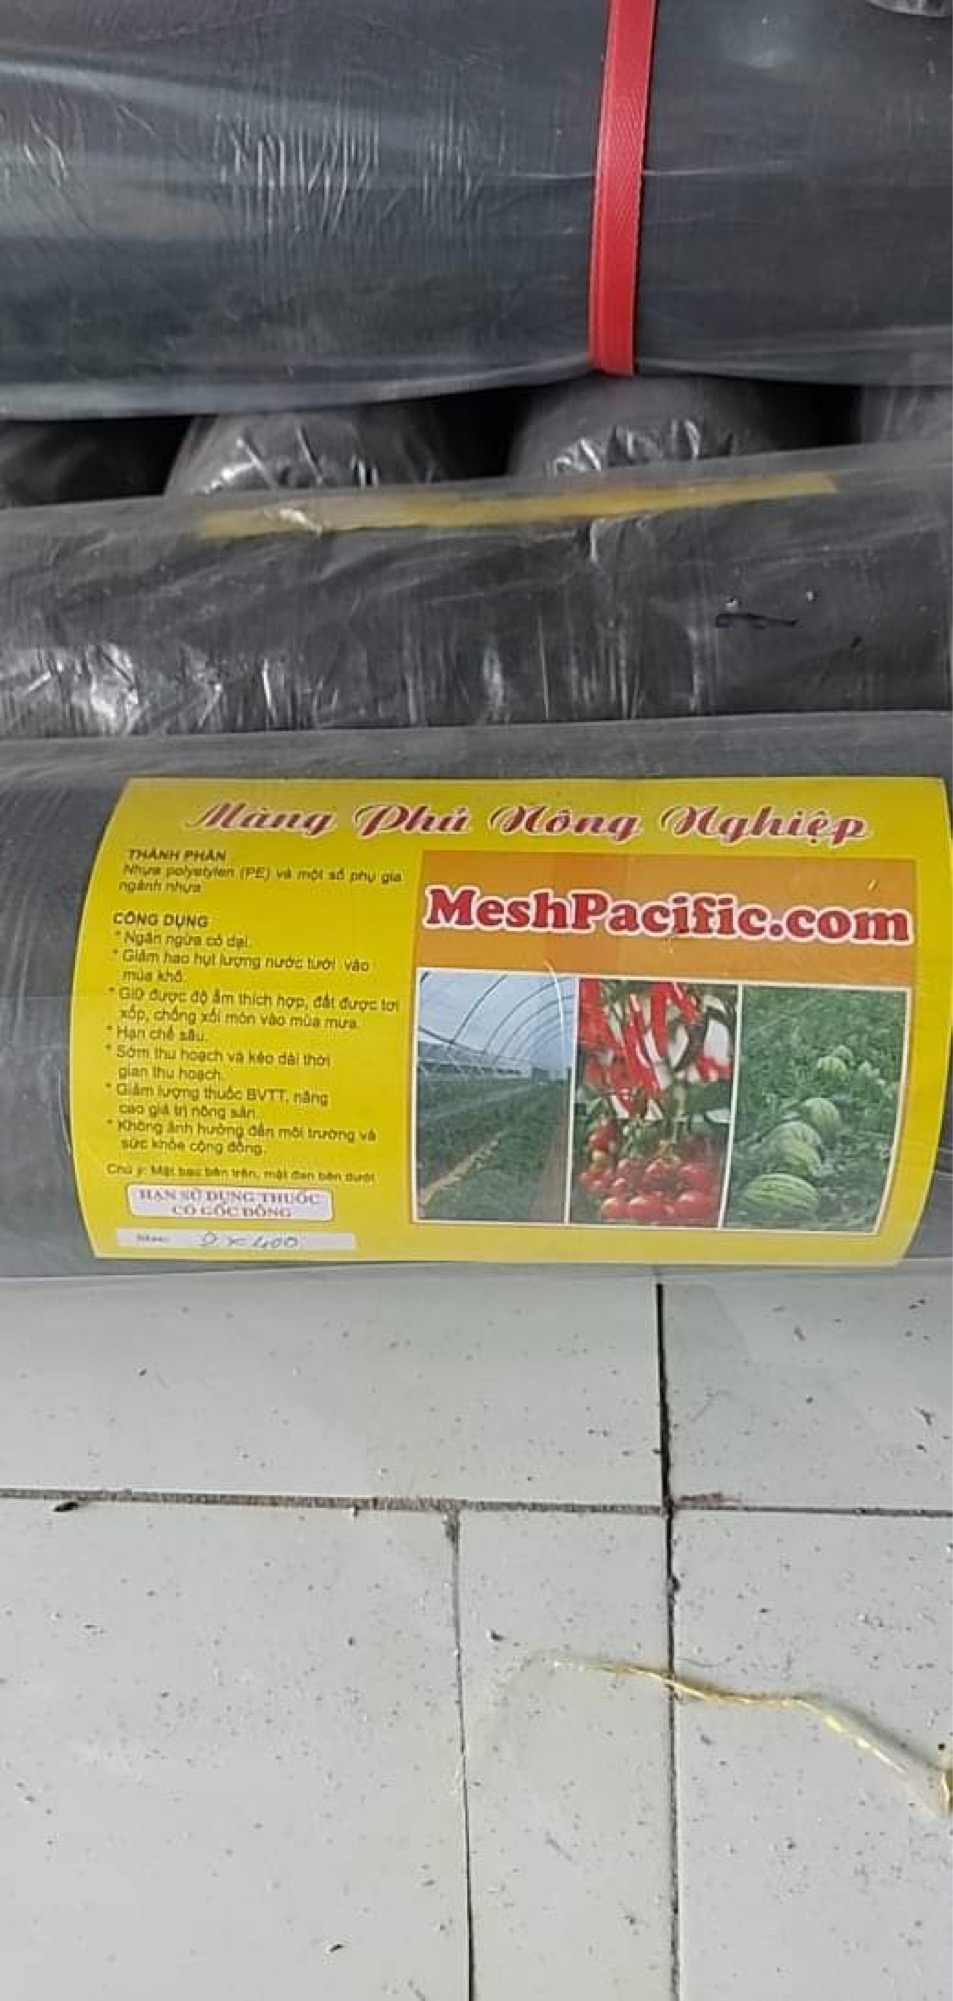 Màng Phủ Nông Nghiệp
THÀNH PHẦN
Nhựa polystylen (PE) và một số phụ gia
ngành nhựa
MeshPacific.com
CÔNG DỤNG
* Ngăn ngừa cỏ dại.
* Giảm hao hụt lượng nước tưới vào
mùa khô.
* Giữ được độ ẩm thích hợp, đất được tơi
xốp, chống xối mòn vào mùa mưa.
* Hạn chế sâu.
* Sớm thu hoạch và kéo dài thời
gian thu hoạch.
* Giảm lượng thuốc BVTT, nâng
cao giá trị nông sản.
* Không ảnh hưởng đến môi trường và
sức khỏe cộng đồng.
Chú ý: Mặt bạc bên trên, mặt đen bên dưới
HẠN SỬ DỤNG THUỐC
CÓ GỐC ĐỒNG
Size: 9 x 400